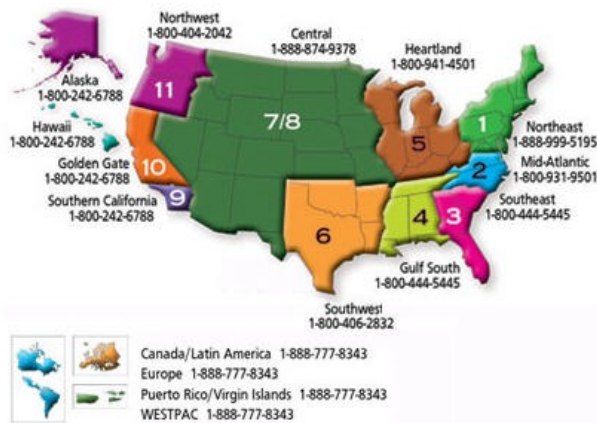 Northwest
1-800-404-2042
Central
1-888-874-9378
Heartland
1-800-941-4501
Alaska
1-800-242-6788
Hawaii
1-800-242-6788
Golden Gate
1-800-242-6788
Southern California
1-800-242-6788
11
10
9
7/8
6
5
4
3
2
1
Northeast
1-888-999-5195
Mid-Atlantic
1-800-931-9501
Southeast
1-800-444-5445
Gulf South
1-800-444-5445
Southwest
1-800-406-2832
Canada/Latin America 1-888-777-8343
Europe 1-888-777-8343
Puerto Rico/Virgin Islands 1-888-777-8343
WESTPAC 1-888-777-8343